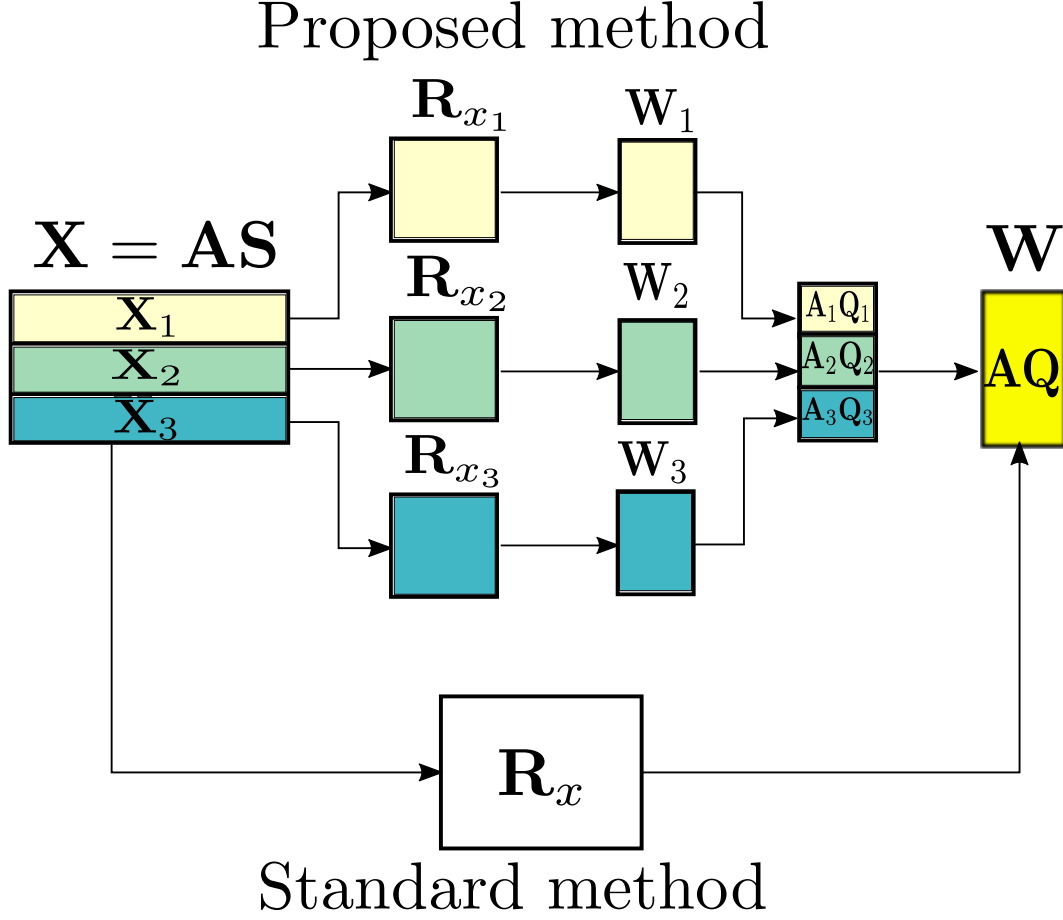 Proposed method
R_{x_1}
W_1
X = AS
R_{x_2}
W_2
W
X_1
X_2
X_3
A_1Q_1
A_2Q_2
A_3Q_3
AQ
R_{x_3}
W_3
R_x
Standard method